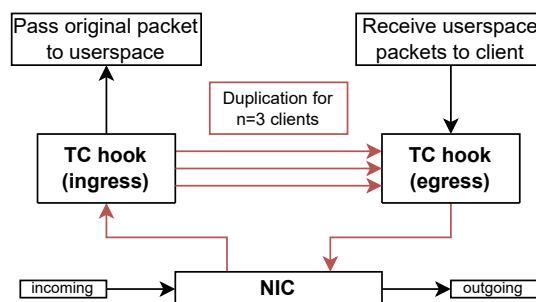 Pass original packet
to userspace
Receive userspace
packets to client
Duplication for
n=3 clients
TC hook
(ingress)
TC hook
(egress)
incoming
NIC
outgoing